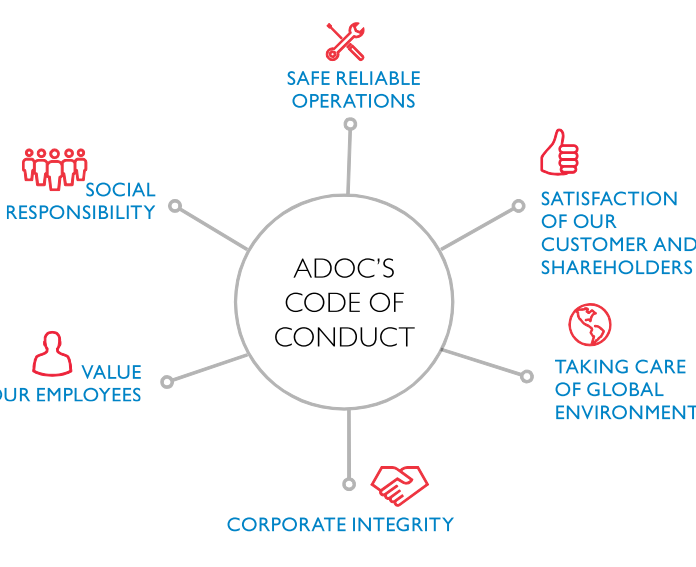 SAFE RELIABLE
OPERATIONS
SOCIAL
RESPONSIBILITY
SATISFACTION
OF OUR
CUSTOMER AND
SHAREHOLDERS
ADOC'S
CODE OF
CONDUCT
VALUE
OUR EMPLOYEES
TAKING CARE
OF GLOBAL
ENVIRONMENT
CORPORATE INTEGRITY